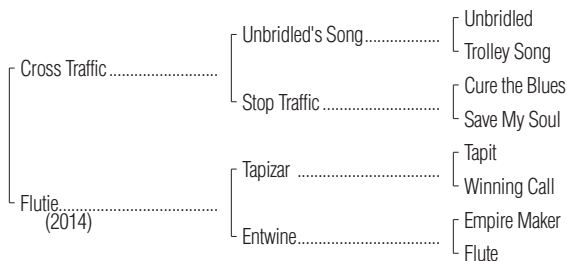 Unbridled
Unbridled's Song
Trolley Song
Cross Traffic
Cure the Blues
Stop Traffic
Save My Soul
Tapit
Tapizar
Winning Call
Flutie
(2014)
Empire Maker
Entwine
Flute